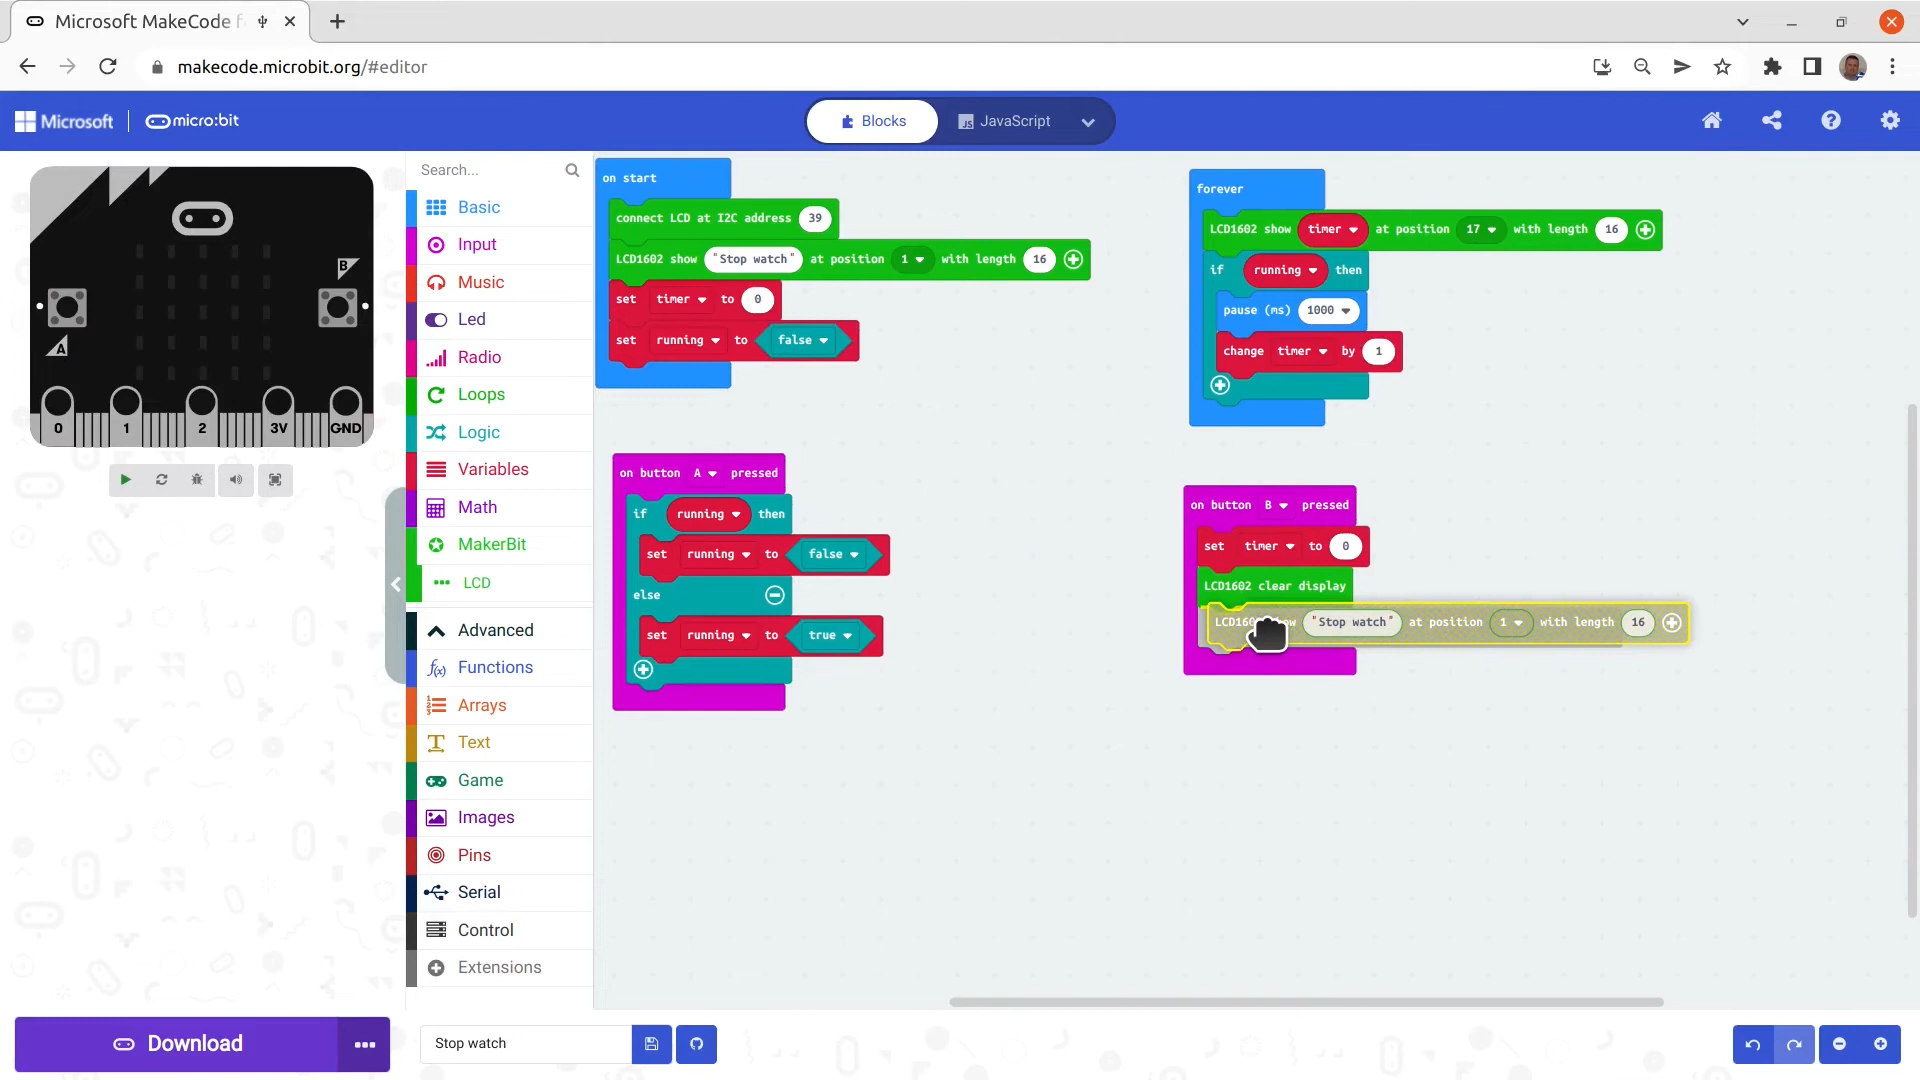 Microsoft MakeCode f
makecode.microbit.org/#editor
Microsoft
micro:bit
Blocks
JS JavaScript
B
A
0 1 2 3V GND
Search...
Basic
Input
Music
Led
Radio
Loops
Logic
Variables
Math
MakerBit
LCD
Advanced
Functions
Arrays
Text
Game
Images
Pins
Serial
Control
Extensions
on start
connect LCD at I2C address 39
LCD1602 show "Stop watch" at position 1 with length 16
set timer to 0
set running to false
forever
LCD1602 show timer at position 17 with length 16
if running then
pause (ms) 1000
change timer by 1
on button A pressed
if running then
set running to false
else
set running to true
on button B pressed
set timer to 0
LCD1602 clear display
"Stop watch" at position 1 with length 16
Download
Stop watch